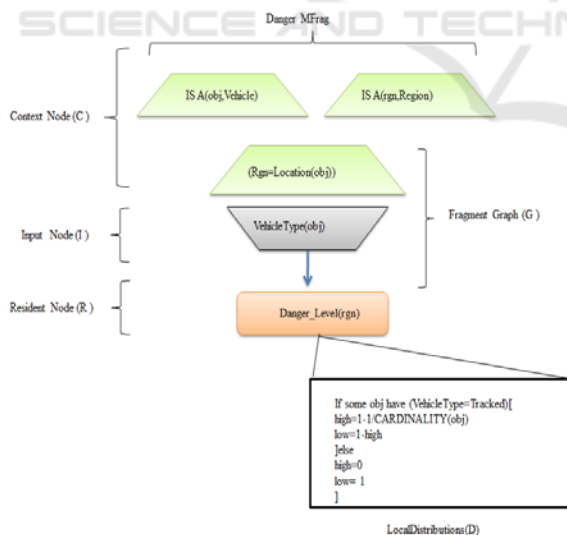 SCIENCE AND TECHN
Danger MFrag
IS A(obj,Vehicle)
IS A(rgn,Region)
Context Node (C )
(Rgn=Location(obj))
Fragment Graph (G )
VehicleType(obj)
Input Node (I )
Resident Node (R )
Danger_Level(rgn)
If some obj have (VehicleType=Tracked)[
high=1-1/CARDINALITY(obj)
low=1-high
]else
high=0
low= 1
]
LocalDistributions(D)